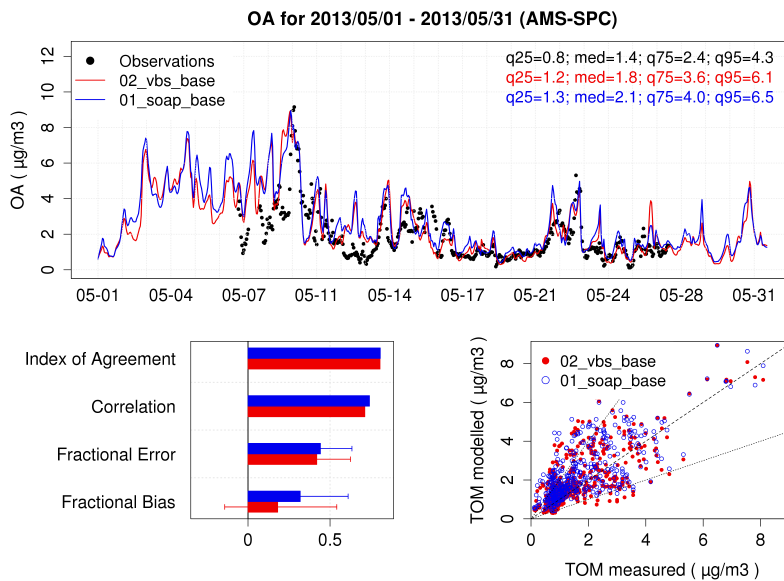 OA for 2013/05/01 - 2013/05/31 (AMS-SPC)
OA ( µg/m3 )
12
10
8
6
4
2
0
Observations
02_vbs_base
01_soap_base
q25=0.8; med=1.4; q75=2.4; q95=4.3
q25=1.2; med=1.8; q75=3.6; q95=6.1
q25=1.3; med=2.1; q75=4.0; q95=6.5
05-01 05-04 05-07 05-11 05-14 05-17 05-21 05-24 05-28 05-31
Index of Agreement
Correlation
Fractional Error
Fractional Bias
0 0.5
TOM modelled ( µg/m3 )
8
6
4
2
0
02_vbs_base
01_soap_base
0 2 4 6 8
TOM measured ( µg/m3 )